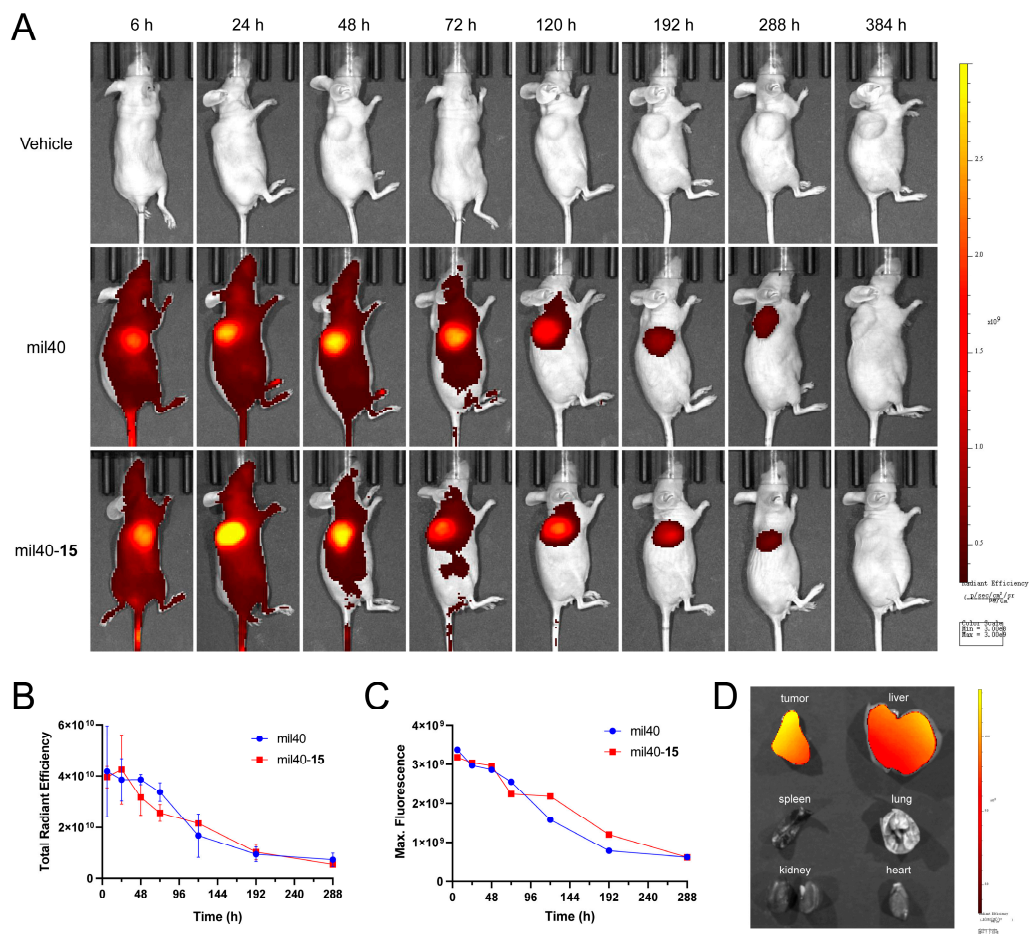 A
6 h 24 h 48 h 72 h 120 h 192 h 288 h 384 h
Vehicle
mil40
mil40-15
2.5
2.0
x10⁹
1.5
1.0
0.5
Radiant Efficiency
Color Scale
Min = 3.00e8
Max = 3.00e9
B
Total Radiant Efficiency
6×10¹⁰
4×10¹⁰
2×10¹⁰
0
0 48 96 144 192 240 288
Time (h)
mil40
mil40-15
C
Max. Fluorescence
4×10⁹
3×10⁹
2×10⁹
1×10⁹
0
0 48 96 144 192 240 288
Time (h)
mil40
mil40-15
D
tumor liver
spleen lung
kidney heart